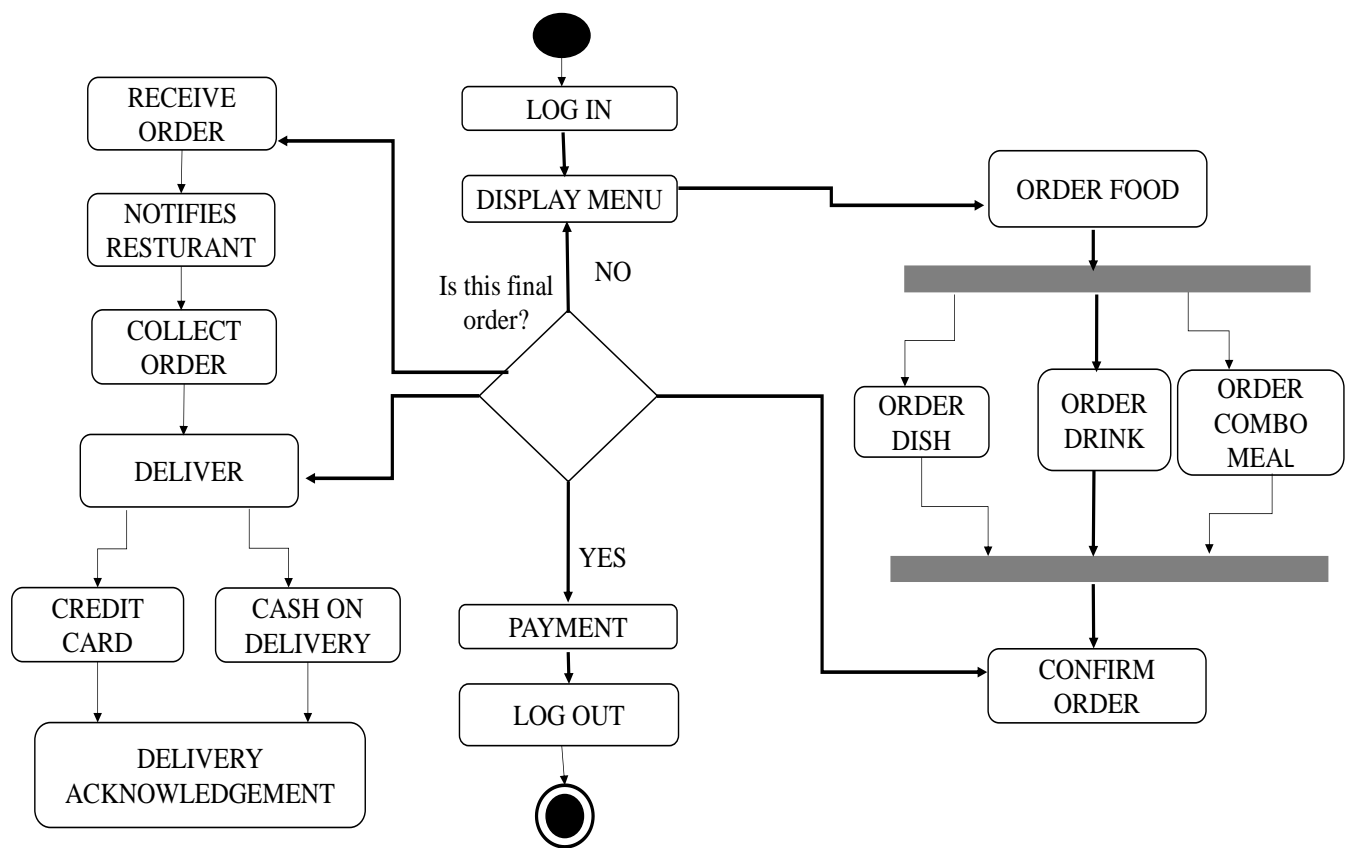 RECEIVE
ORDER
NOTIFIES
RESTURANT
COLLECT
ORDER
DELIVER
CREDIT
CARD
CASH ON
DELIVERY
DELIVERY
ACKNOWLEDGEMENT
LOG IN
DISPLAY MENU
NO
Is this final
order?
YES
PAYMENT
LOG OUT
ORDER FOOD
ORDER
DISH
ORDER
DRINK
ORDER
COMBO
MEAL
CONFIRM
ORDER